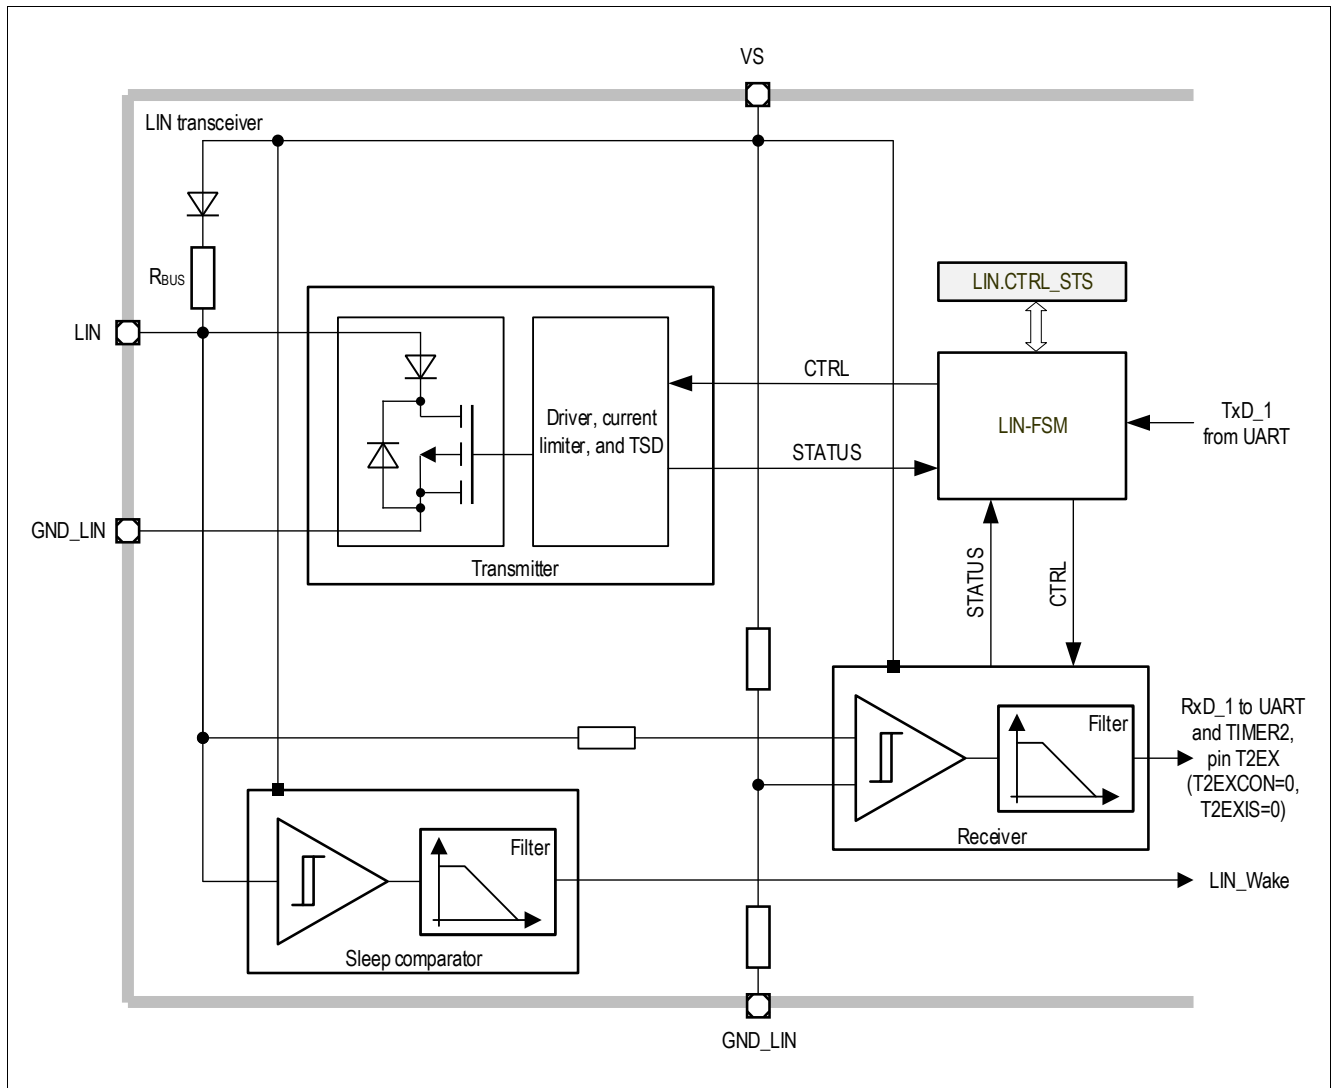 VS
LIN transceiver
RBUS
LIN.CTRL_STS
LIN
CTRL
TxD_1
from UART
Driver, current
limiter, and TSD
LIN-FSM
STATUS
GND_LIN
Transmitter
STATUS
CTRL
RxD_1 to UART
and TIMER2,
pin T2EX
(T2EXCON=0,
T2EXIS=0)
Filter
Receiver
Filter
LIN_Wake
Sleep comparator
GND_LIN